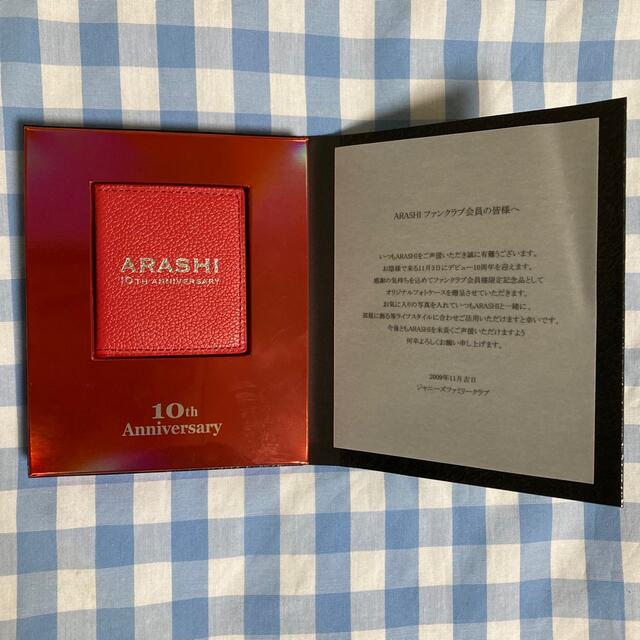 ARASHI
10TH ANNIVERSARY
10th
Anniversary
ARASHI ファンクラブ会員の皆様へ
いつもARASHIをご声援いただき誠に有難うございます。
お陰様で来る11月3日にデビュー10周年を迎えます。
感謝の気持ちを込めてファンクラブ会員様限定記念品として
オリジナルフォトケースを贈呈させていただきます。
お気に入りの写真を入れていつもARASHIと一緒に、
部屋に飾る等ライフスタイルに合わせてご活用いただけますと幸いです。
今後ともARASHIを末長くご声援いただけますよう
何卒よろしくお願い申し上げます。
2009年11月吉日
ジャニーズファミリークラブ